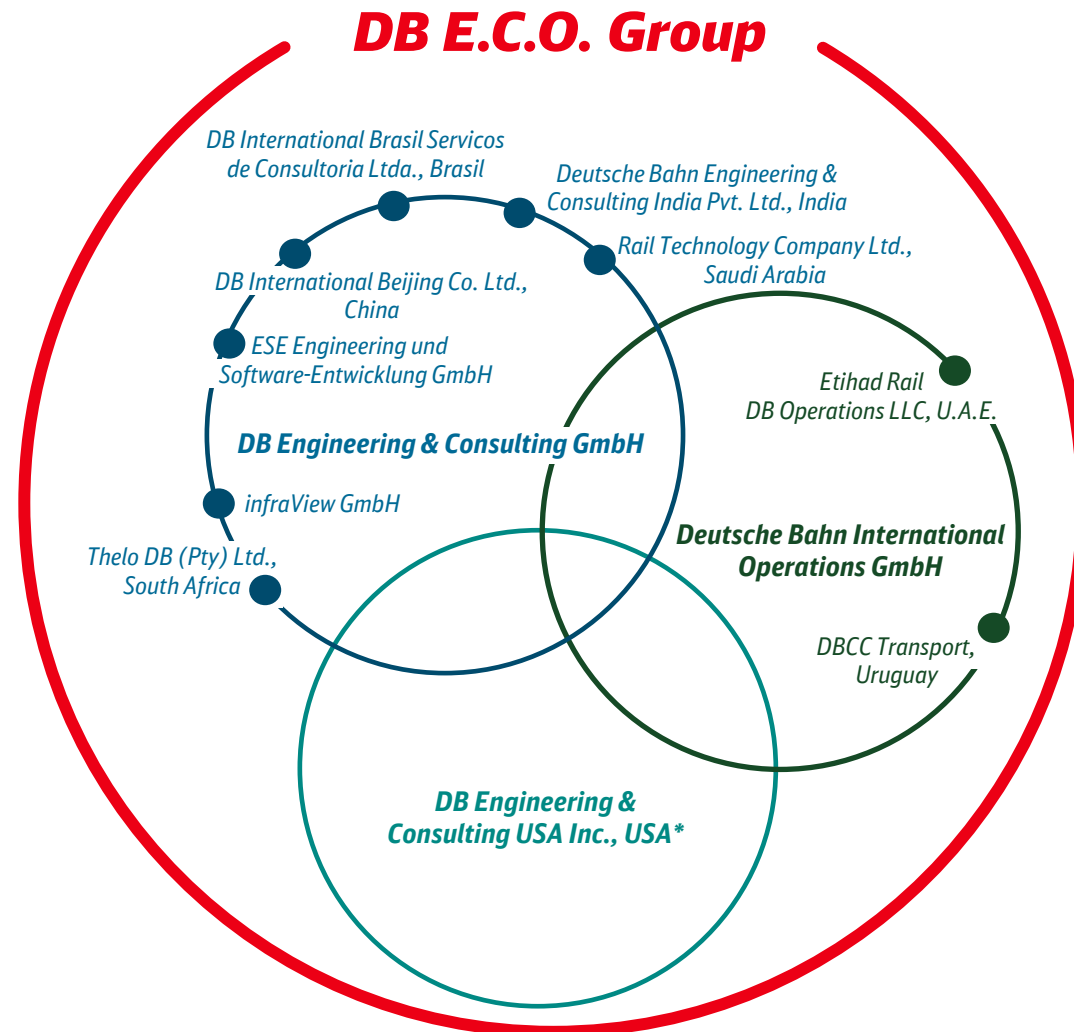 DB E.C.O. Group
DB International Brasil Servicos
de Consultoria Ltda., Brasil
Deutsche Bahn Engineering &
Consulting India Pvt. Ltd., India
Rail Technology Company Ltd.,
Saudi Arabia
DB International Beijing Co. Ltd.,
China
ESE Engineering und
Software-Entwicklung GmbH
Etihad Rail
DB Operations LLC, U.A.E.
DB Engineering & Consulting GmbH
infraView GmbH
Deutsche Bahn International
Operations GmbH
Thelo DB (Pty) Ltd.,
South Africa
DBCC Transport,
Uruguay
DB Engineering &
Consulting USA Inc., USA*